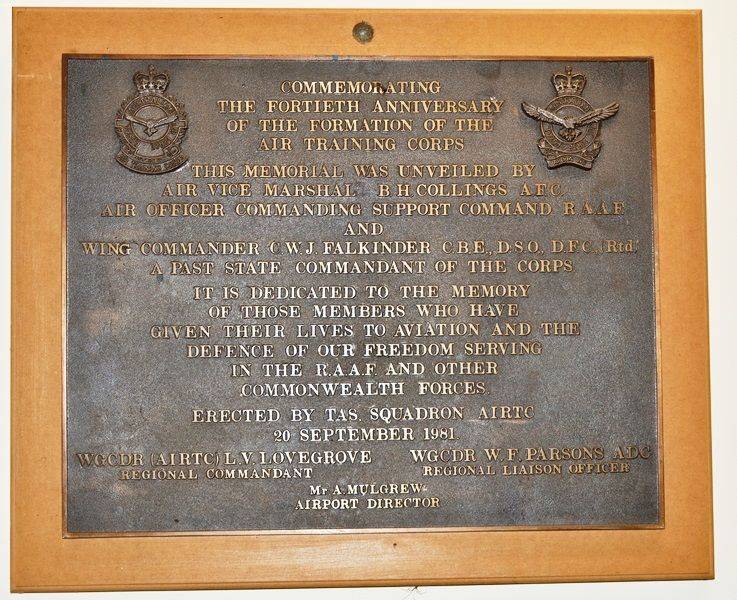 COMMEMORATING
THE FORTIETH ANNIVERSARY
OF THE FORMATION OF THE
AIR TRAINING CORPS
THIS MEMORIAL WAS UNVEILED BY
AIR VICE MARSHAL B.H.COLLINGS A.F.C.
AIR OFFICER COMMANDING SUPPORT COMMAND R.A.A.F.
AND
WING COMMANDER C.W.J. FALKINDER C.B.E., D.S.O., D.F.C., (Rtd.)
A PAST STATE COMMANDANT OF THE CORPS
IT IS DEDICATED TO THE MEMORY
OF THOSE MEMBERS WHO HAVE
GIVEN THEIR LIVES TO AVIATION AND THE
DEFENCE OF OUR FREEDOM SERVING
IN THE R.A.A.F. AND OTHER
COMMONWEALTH FORCES.
ERECTED BY TAS. SQUADRON AIRTC
20 SEPTEMBER 1981.
WGCDR (AIRTC) L.V. LOVEGROVE WGCDR W.F. PARSONS ADC
REGIONAL COMMANDANT REGIONAL LIAISON OFFICER
Mr A. MULGREW
AIRPORT DIRECTOR